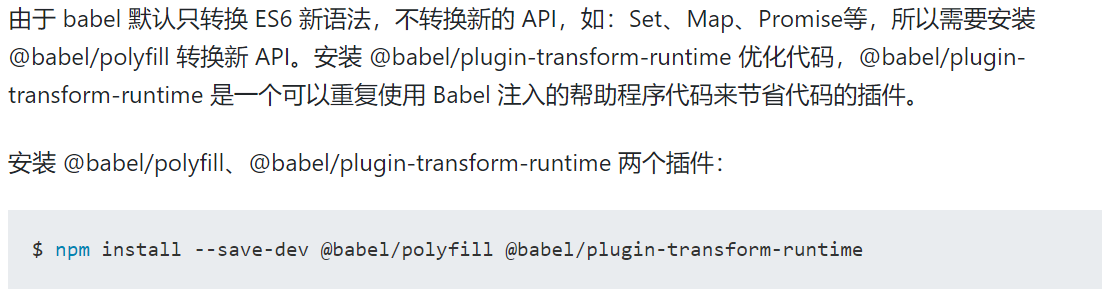 由于 babel 默认只转换 ES6 新语法，不转换新的 API，如：Set、Map、Promise等，所以需要安装
@babel/polyfill 转换新 API。安装 @babel/plugin-transform-runtime 优化代码，@babel/plugin-
transform-runtime 是一个可以重复使用 Babel 注入的帮助程序代码来节省代码的插件。
安装 @babel/polyfill、@babel/plugin-transform-runtime 两个插件：
$ npm install --save-dev @babel/polyfill @babel/plugin-transform-runtime